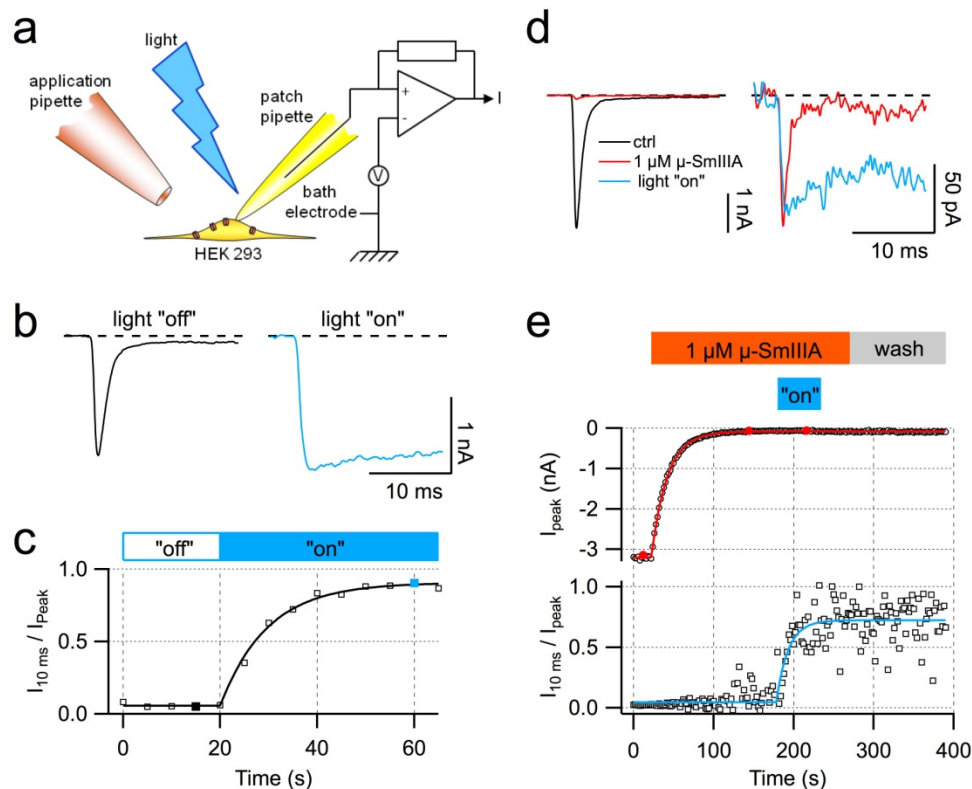 a
light
application
pipette
patch
pipette
bath
electrode
HEK 293
+
-
V
I
b
light "off"
light "on"
1 nA
10 ms
c
"off"
"on"
I10 ms / IPeak
1.0
0.5
0.0
0
20
40
60
Time (s)
d
ctrl
1 µM µ-SmIIIA
light "on"
1 nA
50 pA
10 ms
e
1 µM µ-SmIIIA
wash
"on"
Ipeak (nA)
0
-1
-2
-3
I10 ms / Ipeak
1.0
0.5
0.0
0
100
200
300
400
Time (s)